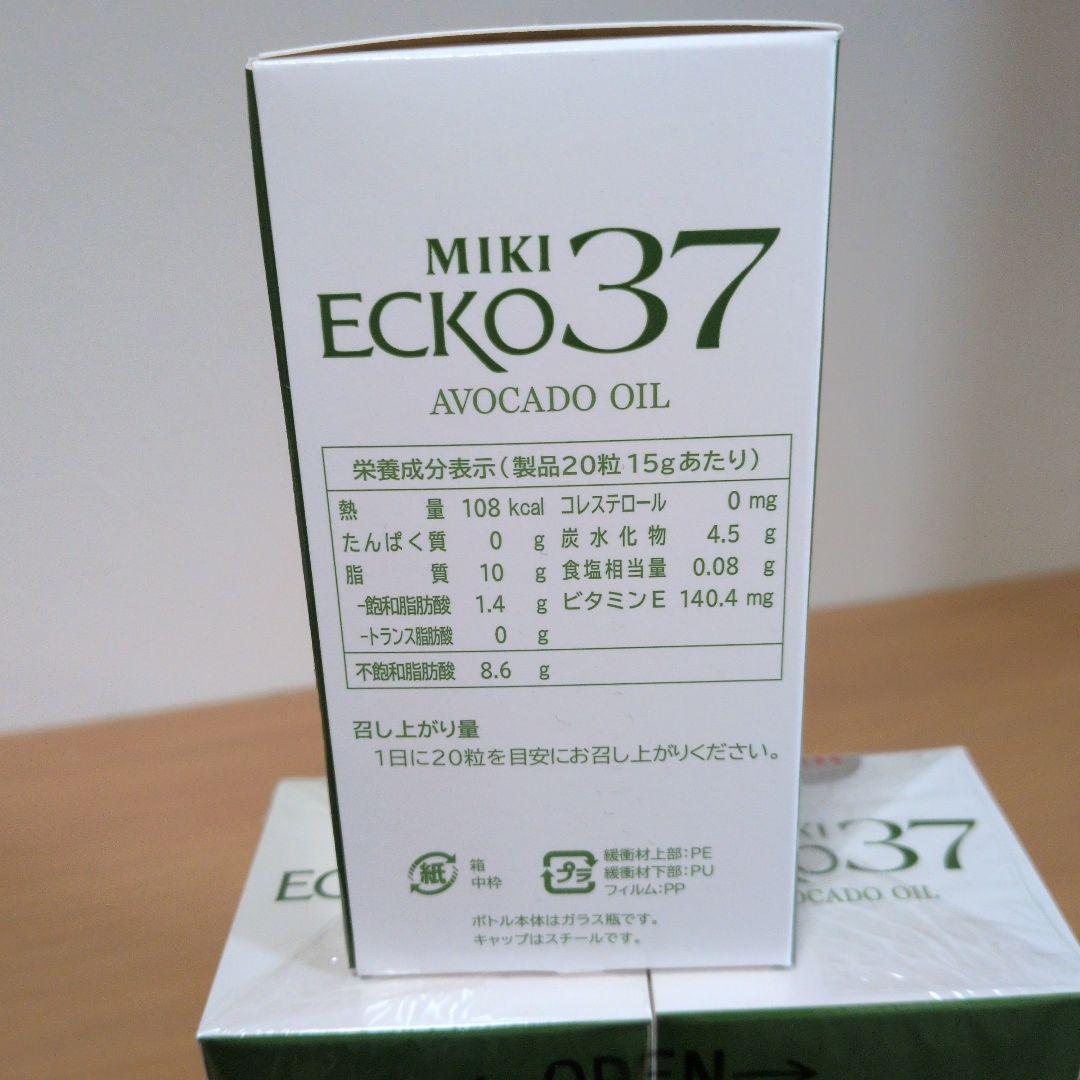 MIKI
ECKO37
AVOCADO OIL
栄養成分表示(製品20粒15gあたり)
熱量 108 kcal コレステロール 0 mg
たんぱく質 0 g 炭水化物 4.5 g
脂質 10 g 食塩相当量 0.08 g
-飽和脂肪酸 1.4 g ビタミンE 140.4 mg
-トランス脂肪酸 0 g
不飽和脂肪酸 8.6 g
召し上がり量
1日に20粒を目安にお召し上がりください。
紙 箱
中枠
プラ 緩衝材上部:PE
緩衝材下部:PU
フィルム:PP
ボトル本体はガラス瓶です。
キャップはスチールです。
EC
KI
O37
OCADO OIL
OPEN→